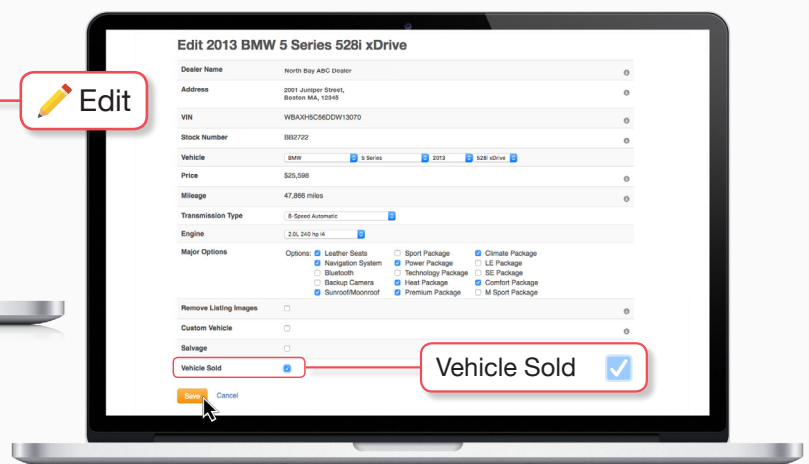 Edit 2013 BMW 5 Series 528i xDrive
Dealer Name North Bay ABC Dealer
Edit
Address 2001 Juniper Street,
Boston MA, 12345
VIN WBAXH5C56DDW13070
Stock Number BB2722
Vehicle BMW 5 Series 2013 528i xDrive
Price $25,598
Mileage 47,866 miles
Transmission Type 8-Speed Automatic
Engine 2.0L 240 hp I4
Major Options Options: Leather Seats Sport Package Climate Package
Navigation System Power Package LE Package
Bluetooth Technology Package SE Package
Backup Camera Heat Package Comfort Package
Sunroof/Moonroof Premium Package M Sport Package
Remove Listing Images
Custom Vehicle
Salvage
Vehicle Sold
Vehicle Sold
Save Cancel